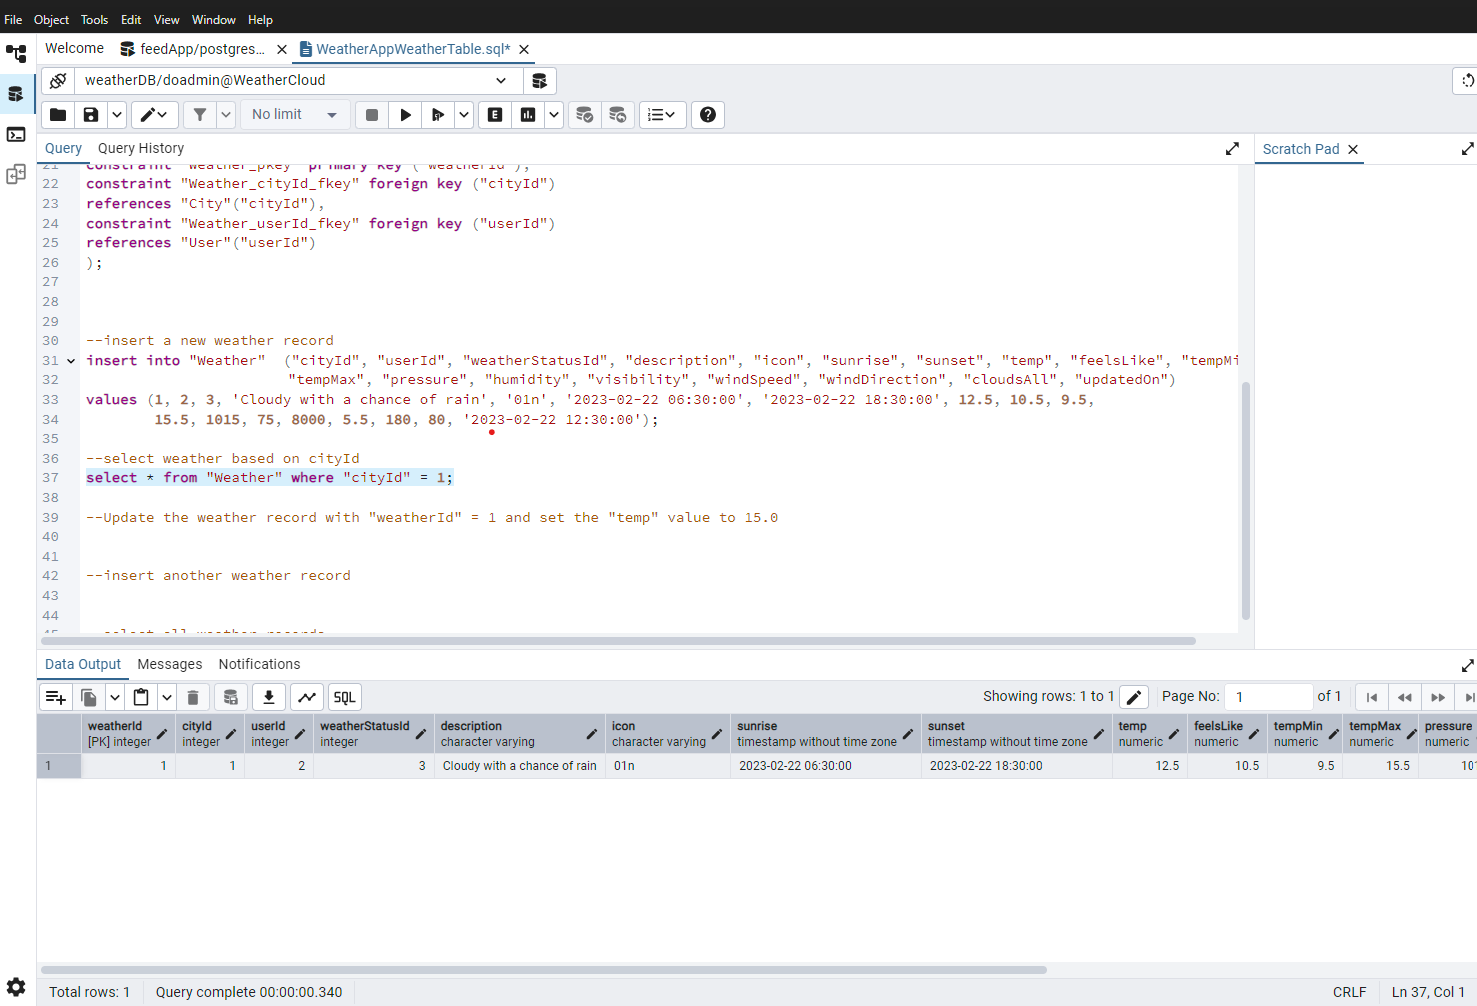 File Object Tools Edit View Window Help
Welcome feedApp/postgres... WeatherAppWeatherTable.sql*
weatherDB/doadmin@WeatherCloud
No limit
Query Query History
Scratch Pad
21 constraint "Weather_pkey" primary key ("weatherId"),
22 constraint "Weather_cityId_fkey" foreign key ("cityId")
23 references "City"("cityId"),
24 constraint "Weather_userId_fkey" foreign key ("userId")
25 references "User"("userId")
26 );
27
28
29
30 --insert a new weather record
31 insert into "Weather" ("cityId", "userId", "weatherStatusId", "description", "icon", "sunrise", "sunset", "temp", "feelsLike", "tempMi
32 "tempMax", "pressure", "humidity", "visibility", "windSpeed", "windDirection", "cloudsAll", "updatedOn")
33 values (1, 2, 3, 'Cloudy with a chance of rain', '01n', '2023-02-22 06:30:00', '2023-02-22 18:30:00', 12.5, 10.5, 9.5,
34 15.5, 1015, 75, 8000, 5.5, 180, 80, '2023-02-22 12:30:00');
35
36 --select weather based on cityId
37 select * from "Weather" where "cityId" = 1;
38
39 --Update the weather record with "weatherId" = 1 and set the "temp" value to 15.0
40
41
42 --insert another weather record
43
44
45 --select all weather records
Data Output Messages Notifications
SQL
Showing rows: 1 to 1 Page No: 1 of 1
weatherId cityId userId weatherStatusId description icon sunrise sunset temp feelsLike tempMin tempMax pressure
[PK] integer integer integer integer character varying character varying timestamp without time zone timestamp without time zone numeric numeric numeric numeric numeric
1 1 1 2 3 Cloudy with a chance of rain 01n 2023-02-22 06:30:00 2023-02-22 18:30:00 12.5 10.5 9.5 15.5 10
Total rows: 1 Query complete 00:00:00.340 CRLF Ln 37, Col 1